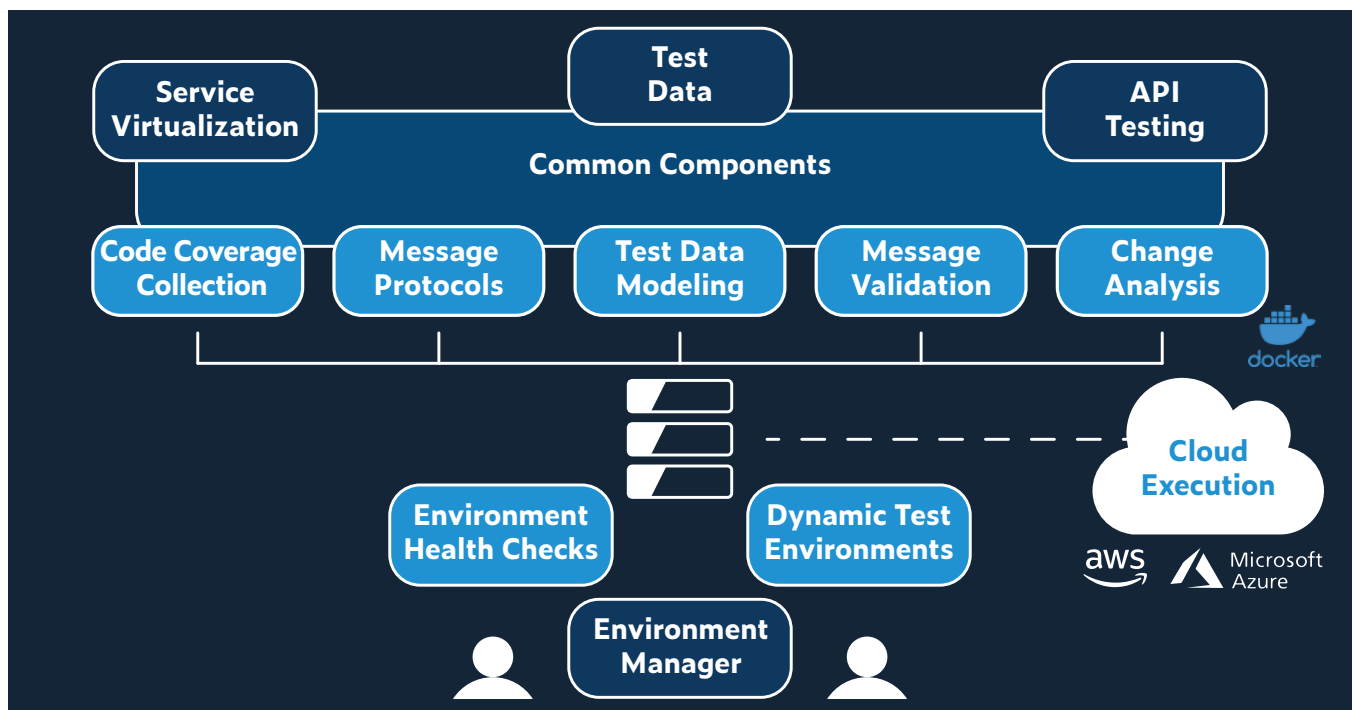 Test
Data
Service
Virtualization
API
Testing
Common Components
Code Coverage
Collection
Message
Protocols
Test Data
Modeling
Message
Validation
Change
Analysis
docker
Cloud
Execution
Environment
Health Checks
Dynamic Test
Environments
aws
Microsoft
Azure
Environment
Manager